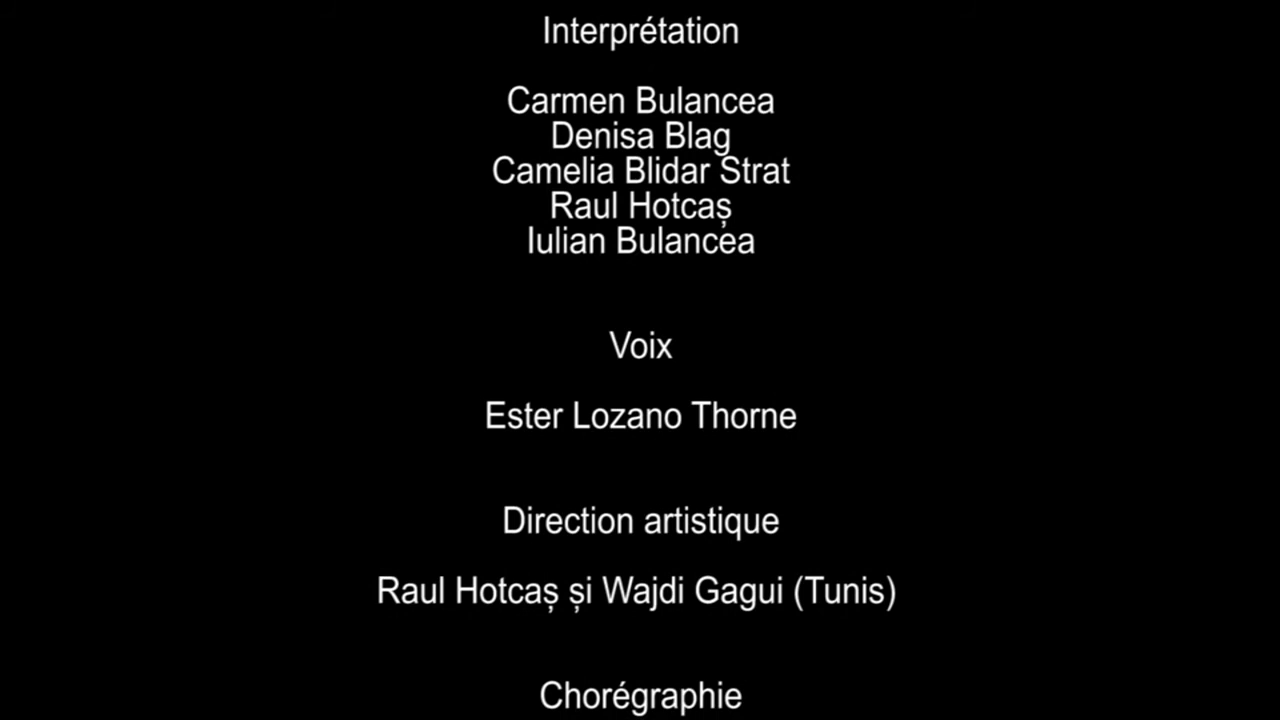 Interprétation
Carmen Bulancea
Denisa Blag
Camelia Blidar Strat
Raul Hotcaș
Iulian Bulancea
Voix
Ester Lozano Thorne
Direction artistique
Raul Hotcaș și Wajdi Gagui (Tunis)
Chorégraphie